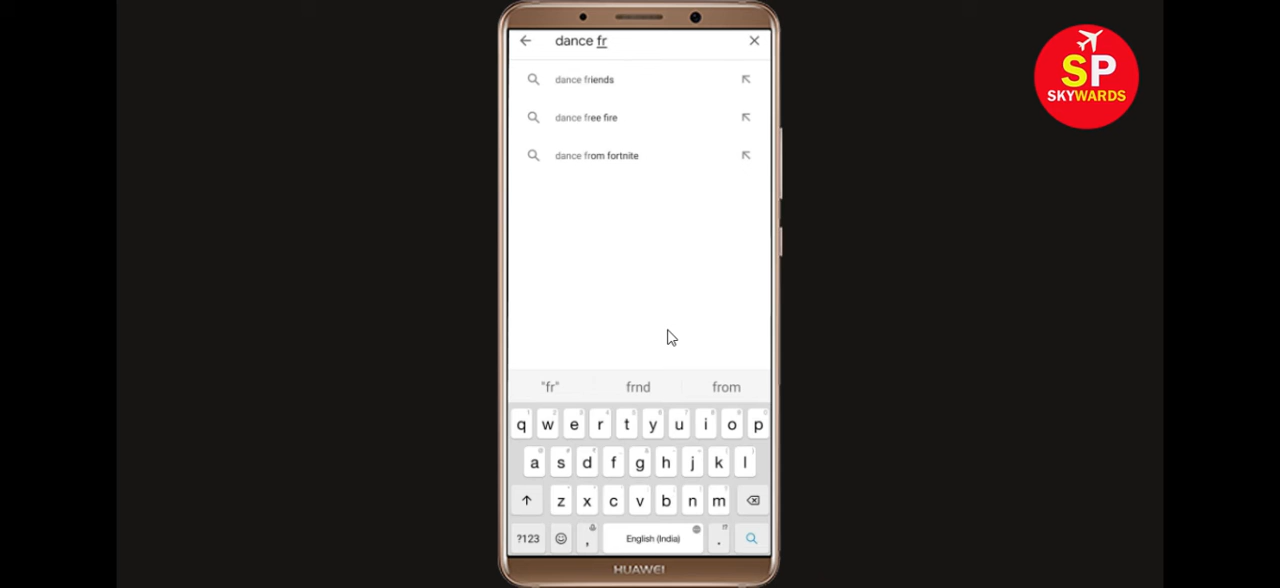 dance fr
SP
SKYWARDS
dance friends
dance free fire
dance from fortnite
"fr" frnd from
q w e r t y u i o p
a s d f g h j k l
z x c v b n m
?123 , English (India) .
HUAWEI